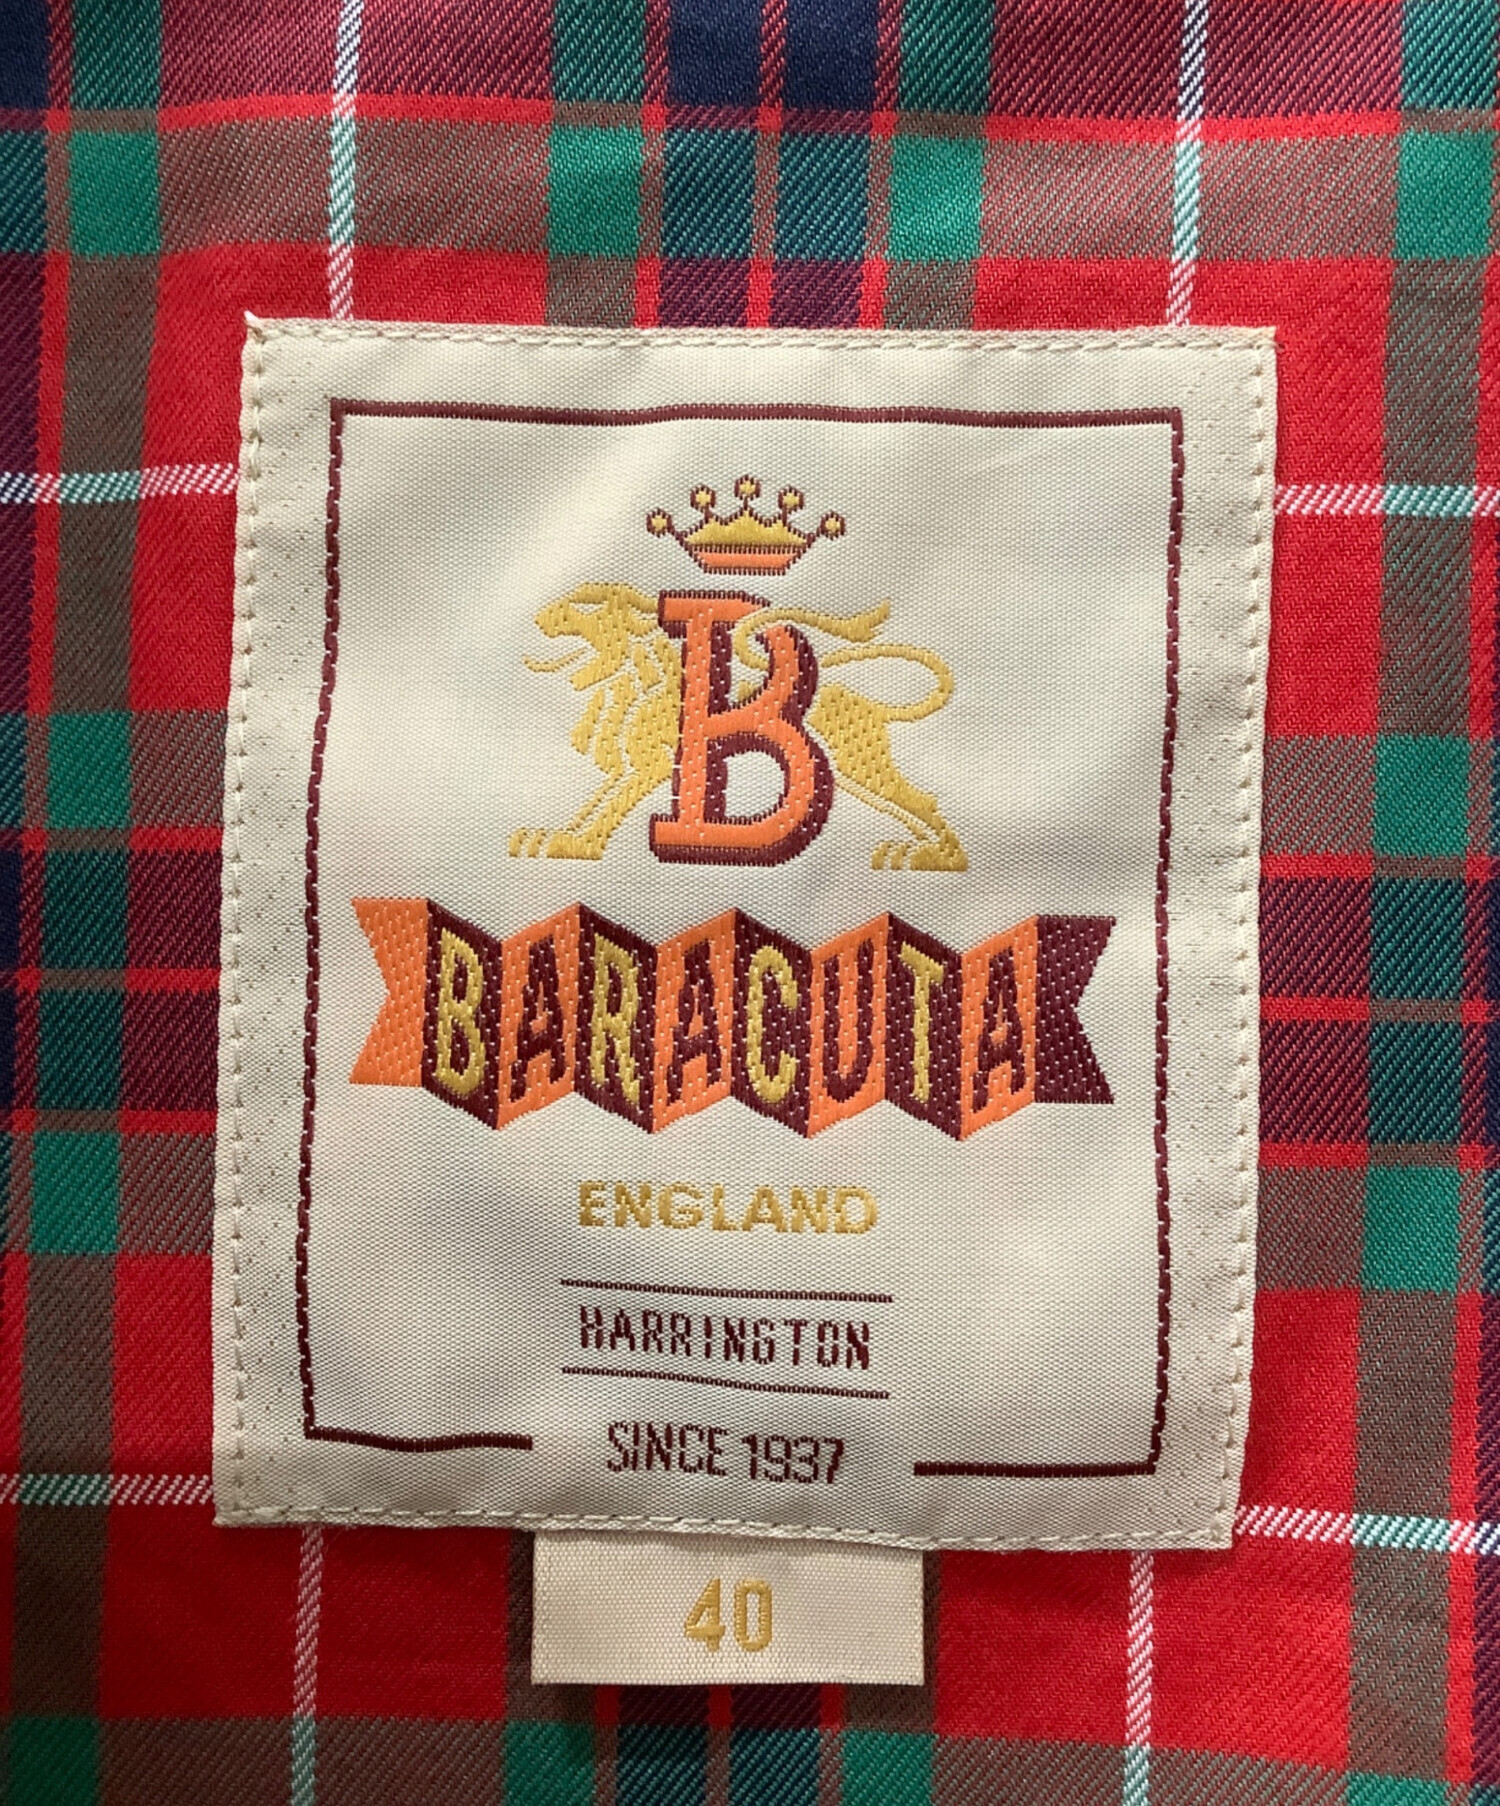 B
BARACUTA
ENGLAND
HARRINGTON
SINCE 1937
40